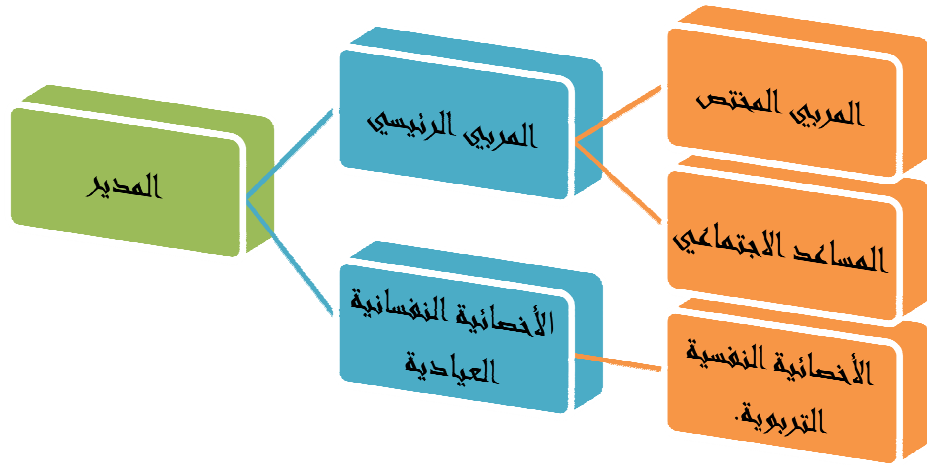 المدير
المربي الرئيسي
الأخصائية النفسانية
العيادية
المربي المختص
المساعد الاجتماعي
الأخصائية النفسية
التربوية.